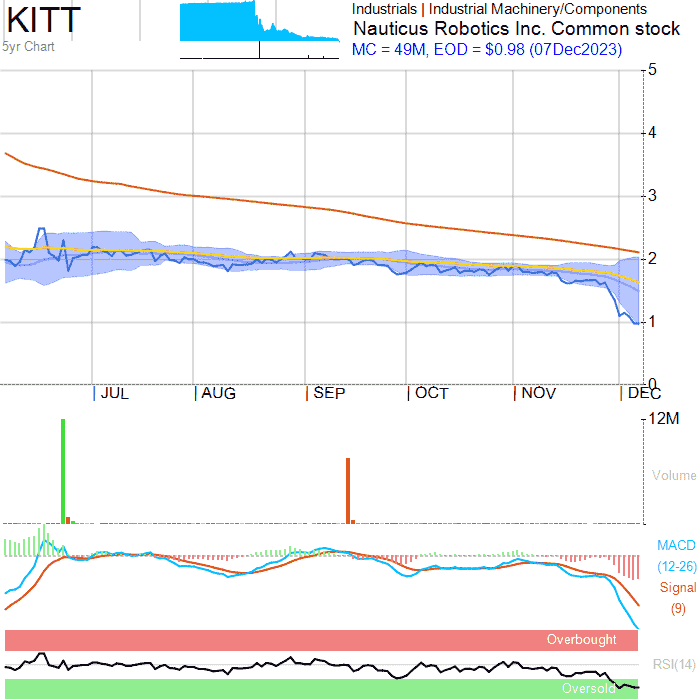 KITT
5yr Chart
Industrials | Industrial Machinery/Components
Nauticus Robotics Inc. Common stock
MC = 49M, EOD = $0.98 (07Dec2023)
5
4
3
2
1
0
JUL AUG SEP OCT NOV DEC
12M
Volume
MACD
(12-26)
Signal
(9)
Overbought
RSI(14)
Oversold